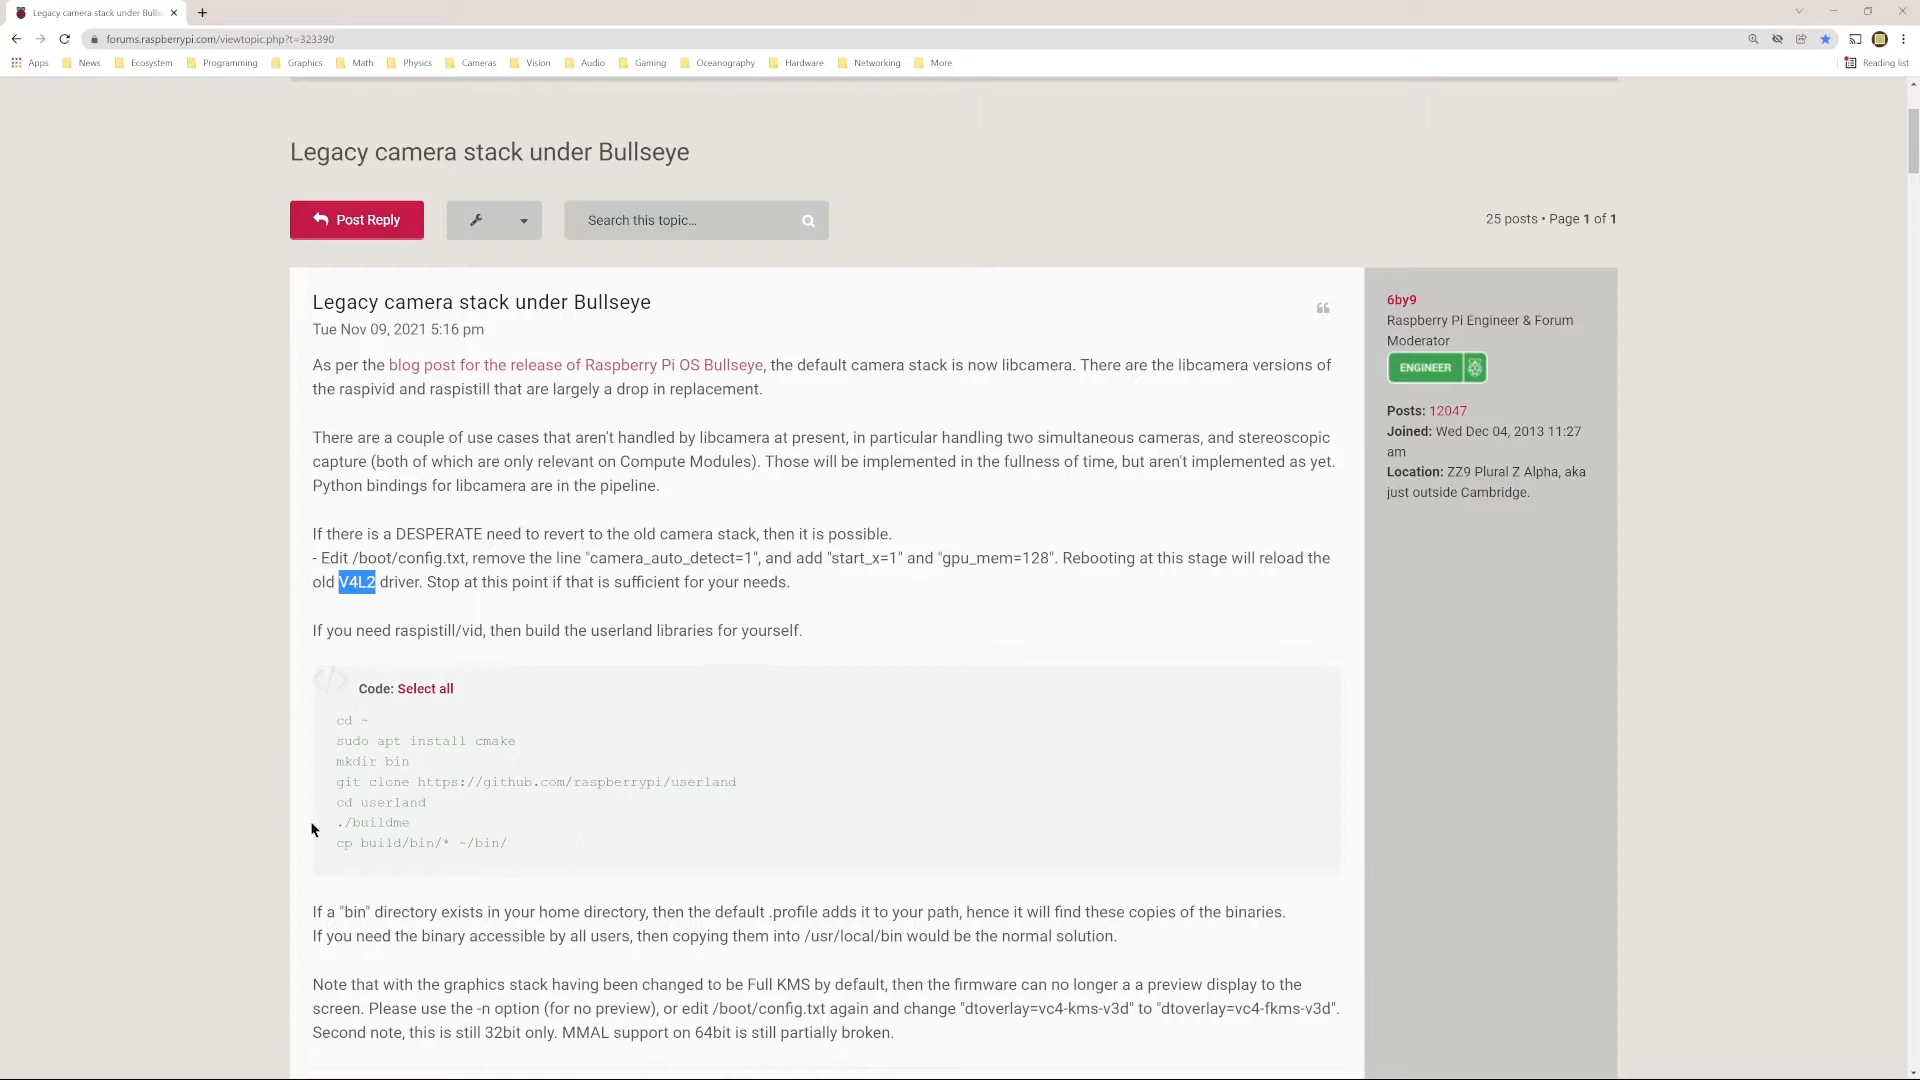 Legacy camera stack under Bulls
forums.raspberrypi.com/viewtopic.php?t=323390
Apps News Ecosystem Programming Graphics Math Physics Cameras Vision Audio Gaming Oceanography Hardware Networking More Reading list
Legacy camera stack under Bullseye
Post Reply
Search this topic…
25 posts • Page 1 of 1
Legacy camera stack under Bullseye
Tue Nov 09, 2021 5:16 pm
As per the blog post for the release of Raspberry Pi OS Bullseye, the default camera stack is now libcamera. There are the libcamera versions of
the raspivid and raspistill that are largely a drop in replacement.
There are a couple of use cases that aren't handled by libcamera at present, in particular handling two simultaneous cameras, and stereoscopic
capture (both of which are only relevant on Compute Modules). Those will be implemented in the fullness of time, but aren't implemented as yet.
Python bindings for libcamera are in the pipeline.
If there is a DESPERATE need to revert to the old camera stack, then it is possible.
- Edit /boot/config.txt, remove the line "camera_auto_detect=1", and add "start_x=1" and "gpu_mem=128". Rebooting at this stage will reload the
old V4L2 driver. Stop at this point if that is sufficient for your needs.
If you need raspistill/vid, then build the userland libraries for yourself.
Code: Select all
cd ~
sudo apt install cmake
mkdir bin
git clone https://github.com/raspberrypi/userland
cd userland
./buildme
cp build/bin/* ~/bin/
If a "bin" directory exists in your home directory, then the default .profile adds it to your path, hence it will find these copies of the binaries.
If you need the binary accessible by all users, then copying them into /usr/local/bin would be the normal solution.
Note that with the graphics stack having been changed to be Full KMS by default, then the firmware can no longer a a preview display to the
screen. Please use the -n option (for no preview), or edit /boot/config.txt again and change "dtoverlay=vc4-kms-v3d" to "dtoverlay=vc4-fkms-v3d".
Second note, this is still 32bit only. MMAL support on 64bit is still partially broken.
6by9
Raspberry Pi Engineer & Forum
Moderator
ENGINEER
Posts: 12047
Joined: Wed Dec 04, 2013 11:27
am
Location: ZZ9 Plural Z Alpha, aka
just outside Cambridge.